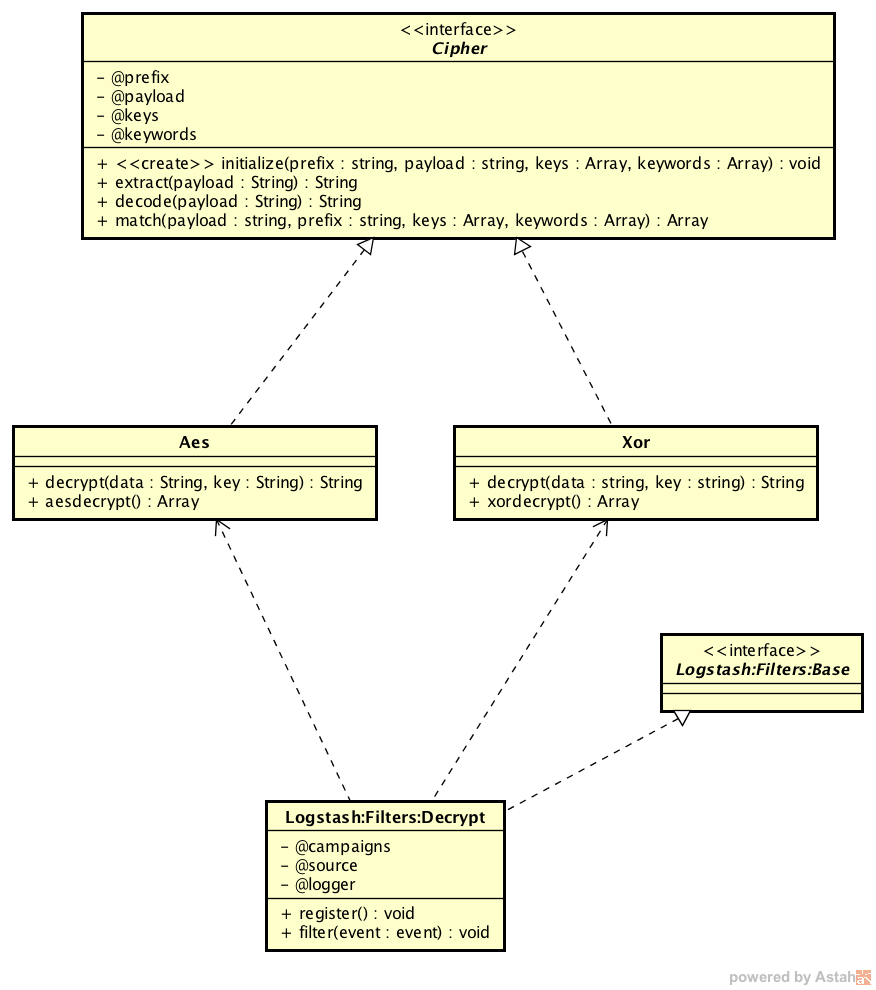 <<interface>>
Cipher
- @prefix
- @payload
- @keys
- @keywords
+ <<create>> initialize(prefix : string, payload : string, keys : Array, keywords : Array) : void
+ extract(payload : String) : String
+ decode(payload : String) : String
+ match(payload : string, prefix : string, keys : Array, keywords : Array) : Array
Aes
+ decrypt(data : String, key : String) : String
+ aesdecrypt() : Array
Xor
+ decrypt(data : string, key : string) : String
+ xordecrypt() : Array
<<interface>>
Logstash:Filters:Base
Logstash:Filters:Decrypt
- @campaigns
- @source
- @logger
+ register() : void
+ filter(event : event) : void
powered by Astah